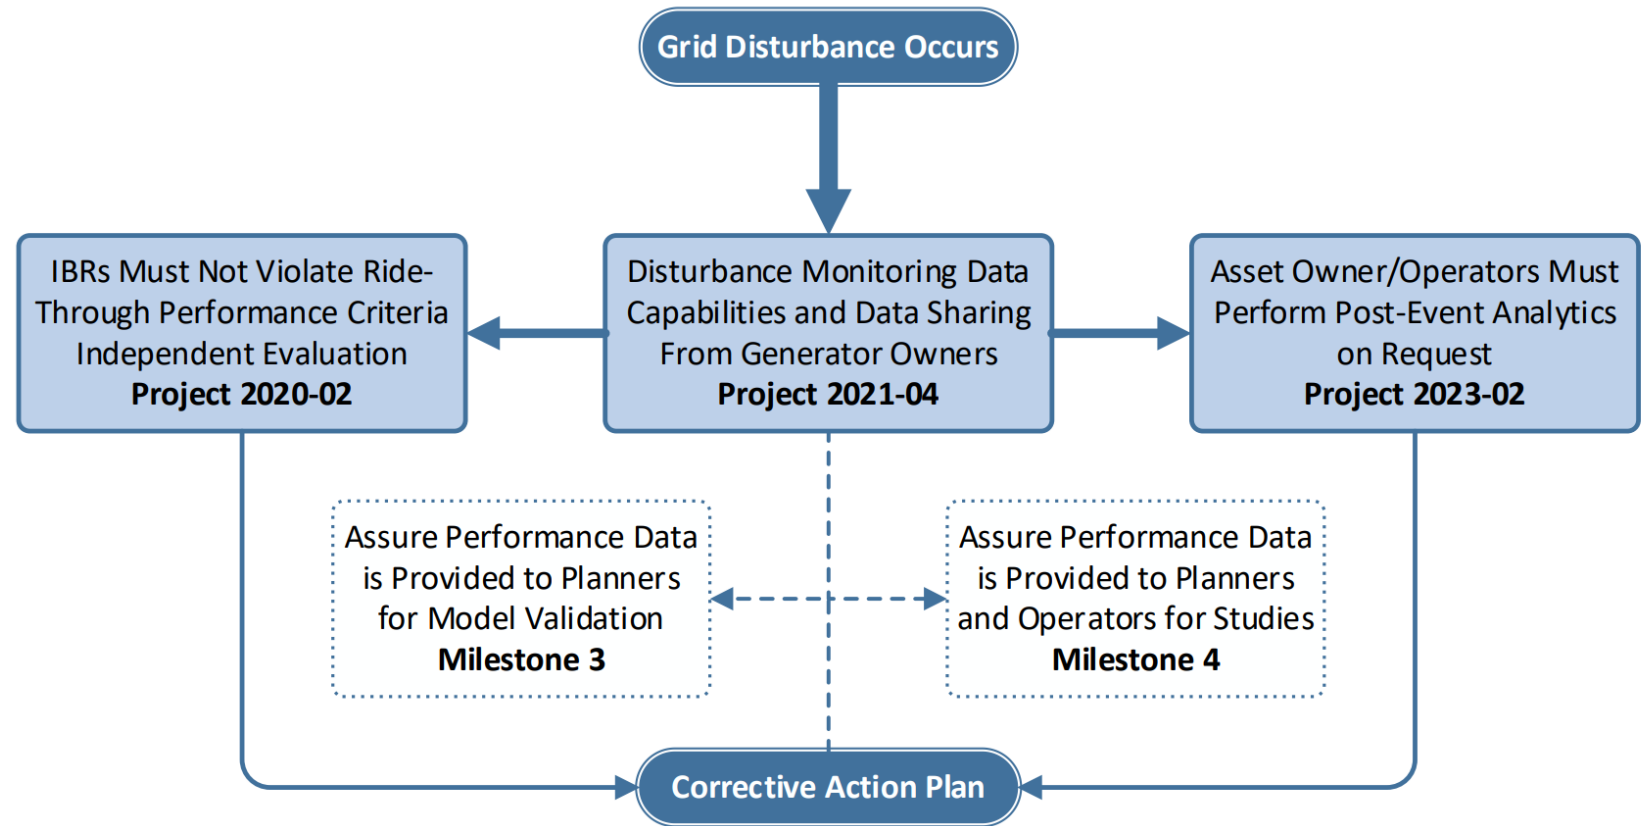 Grid Disturbance Occurs
IBRs Must Not Violate Ride-
Through Performance Criteria
Independent Evaluation
Project 2020-02
Disturbance Monitoring Data
Capabilities and Data Sharing
From Generator Owners
Project 2021-04
Asset Owner/Operators Must
Perform Post-Event Analytics
on Request
Project 2023-02
Assure Performance Data
is Provided to Planners
for Model Validation
Milestone 3
Assure Performance Data
is Provided to Planners
and Operators for Studies
Milestone 4
Corrective Action Plan